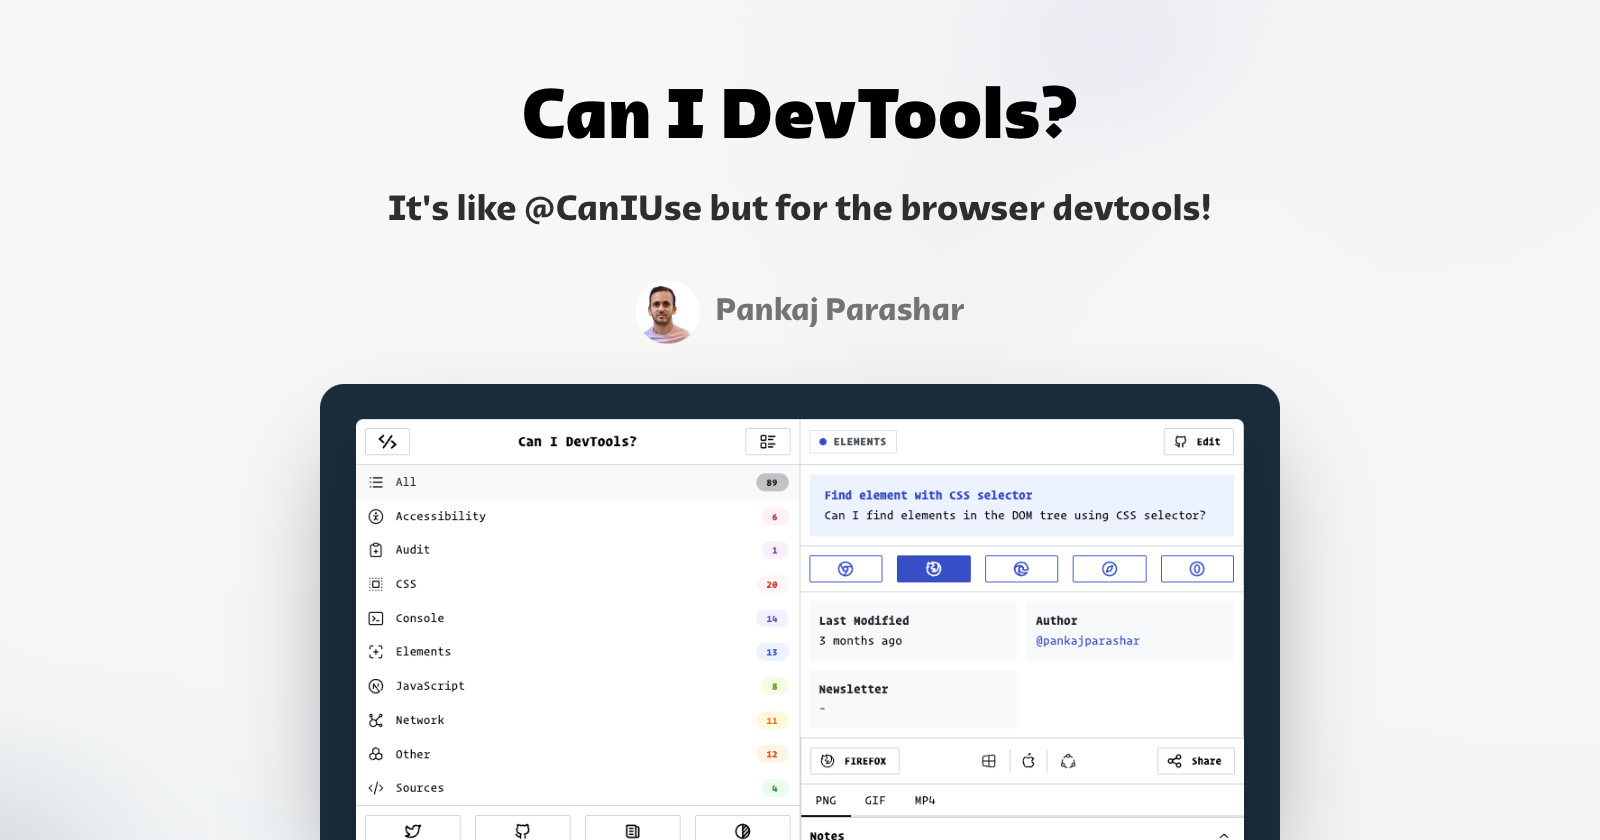 Can I DevTools?
It's like @CanIUse but for the browser devtools!
Pankaj Parashar
Can I DevTools?
All 89
Accessibility 6
Audit 1
CSS 20
Console 14
Elements 13
JavaScript 8
Network 11
Other 12
Sources 4
ELEMENTS Edit
Find element with CSS selector
Can I find elements in the DOM tree using CSS selector?
Last Modified Author
3 months ago @pankajparashar
Newsletter
-
FIREFOX Share
PNG GIF MP4
Notes